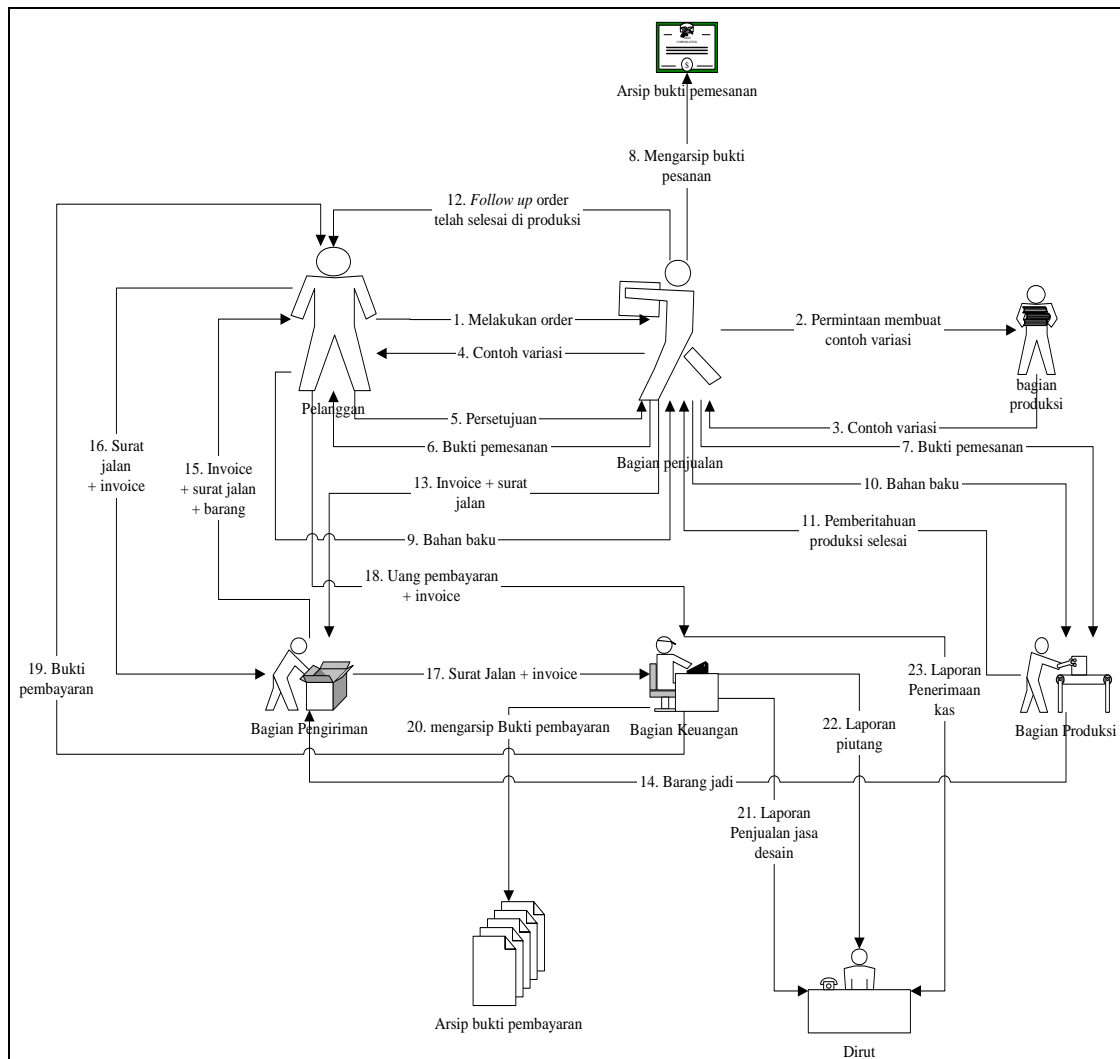 CORPORATION
$
Arsip bukti pemesanan
8. Mengarsip bukti
pesanan
12. Follow up order
telah selesai di produksi
1. Melakukan order
2. Permintaan membuat
contoh variasi
4. Contoh variasi
bagian
produksi
Pelanggan
5. Persetujuan
3. Contoh variasi
6. Bukti pemesanan
7. Bukti pemesanan
Bagian penjualan
16. Surat
jalan
+ invoice
15. Invoice
+ surat jalan
+ barang
13. Invoice + surat
jalan
10. Bahan baku
9. Bahan baku
11. Pemberitahuan
produksi selesai
18. Uang pembayaran
+ invoice
19. Bukti
pembayaran
17. Surat Jalan + invoice
23. Laporan
Penerimaan
kas
Bagian Pengiriman
20. mengarsip Bukti pembayaran
Bagian Keuangan
22. Laporan
piutang
Bagian Produksi
14. Barang jadi
21. Laporan
Penjualan jasa
desain
Arsip bukti pembayaran
Dirut